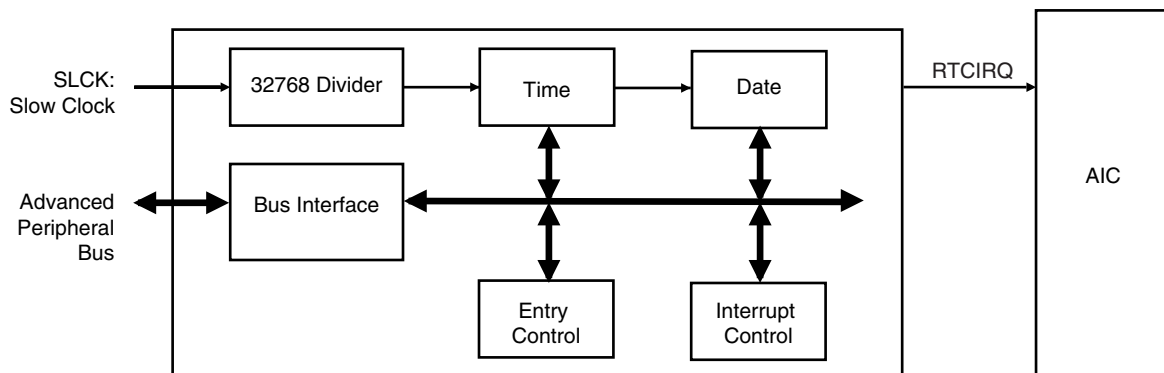 SLCK:
Slow Clock
32768 Divider
Time
Date
RTCIRQ
AIC
Advanced
Peripheral
Bus
Bus Interface
Entry
Control
Interrupt
Control